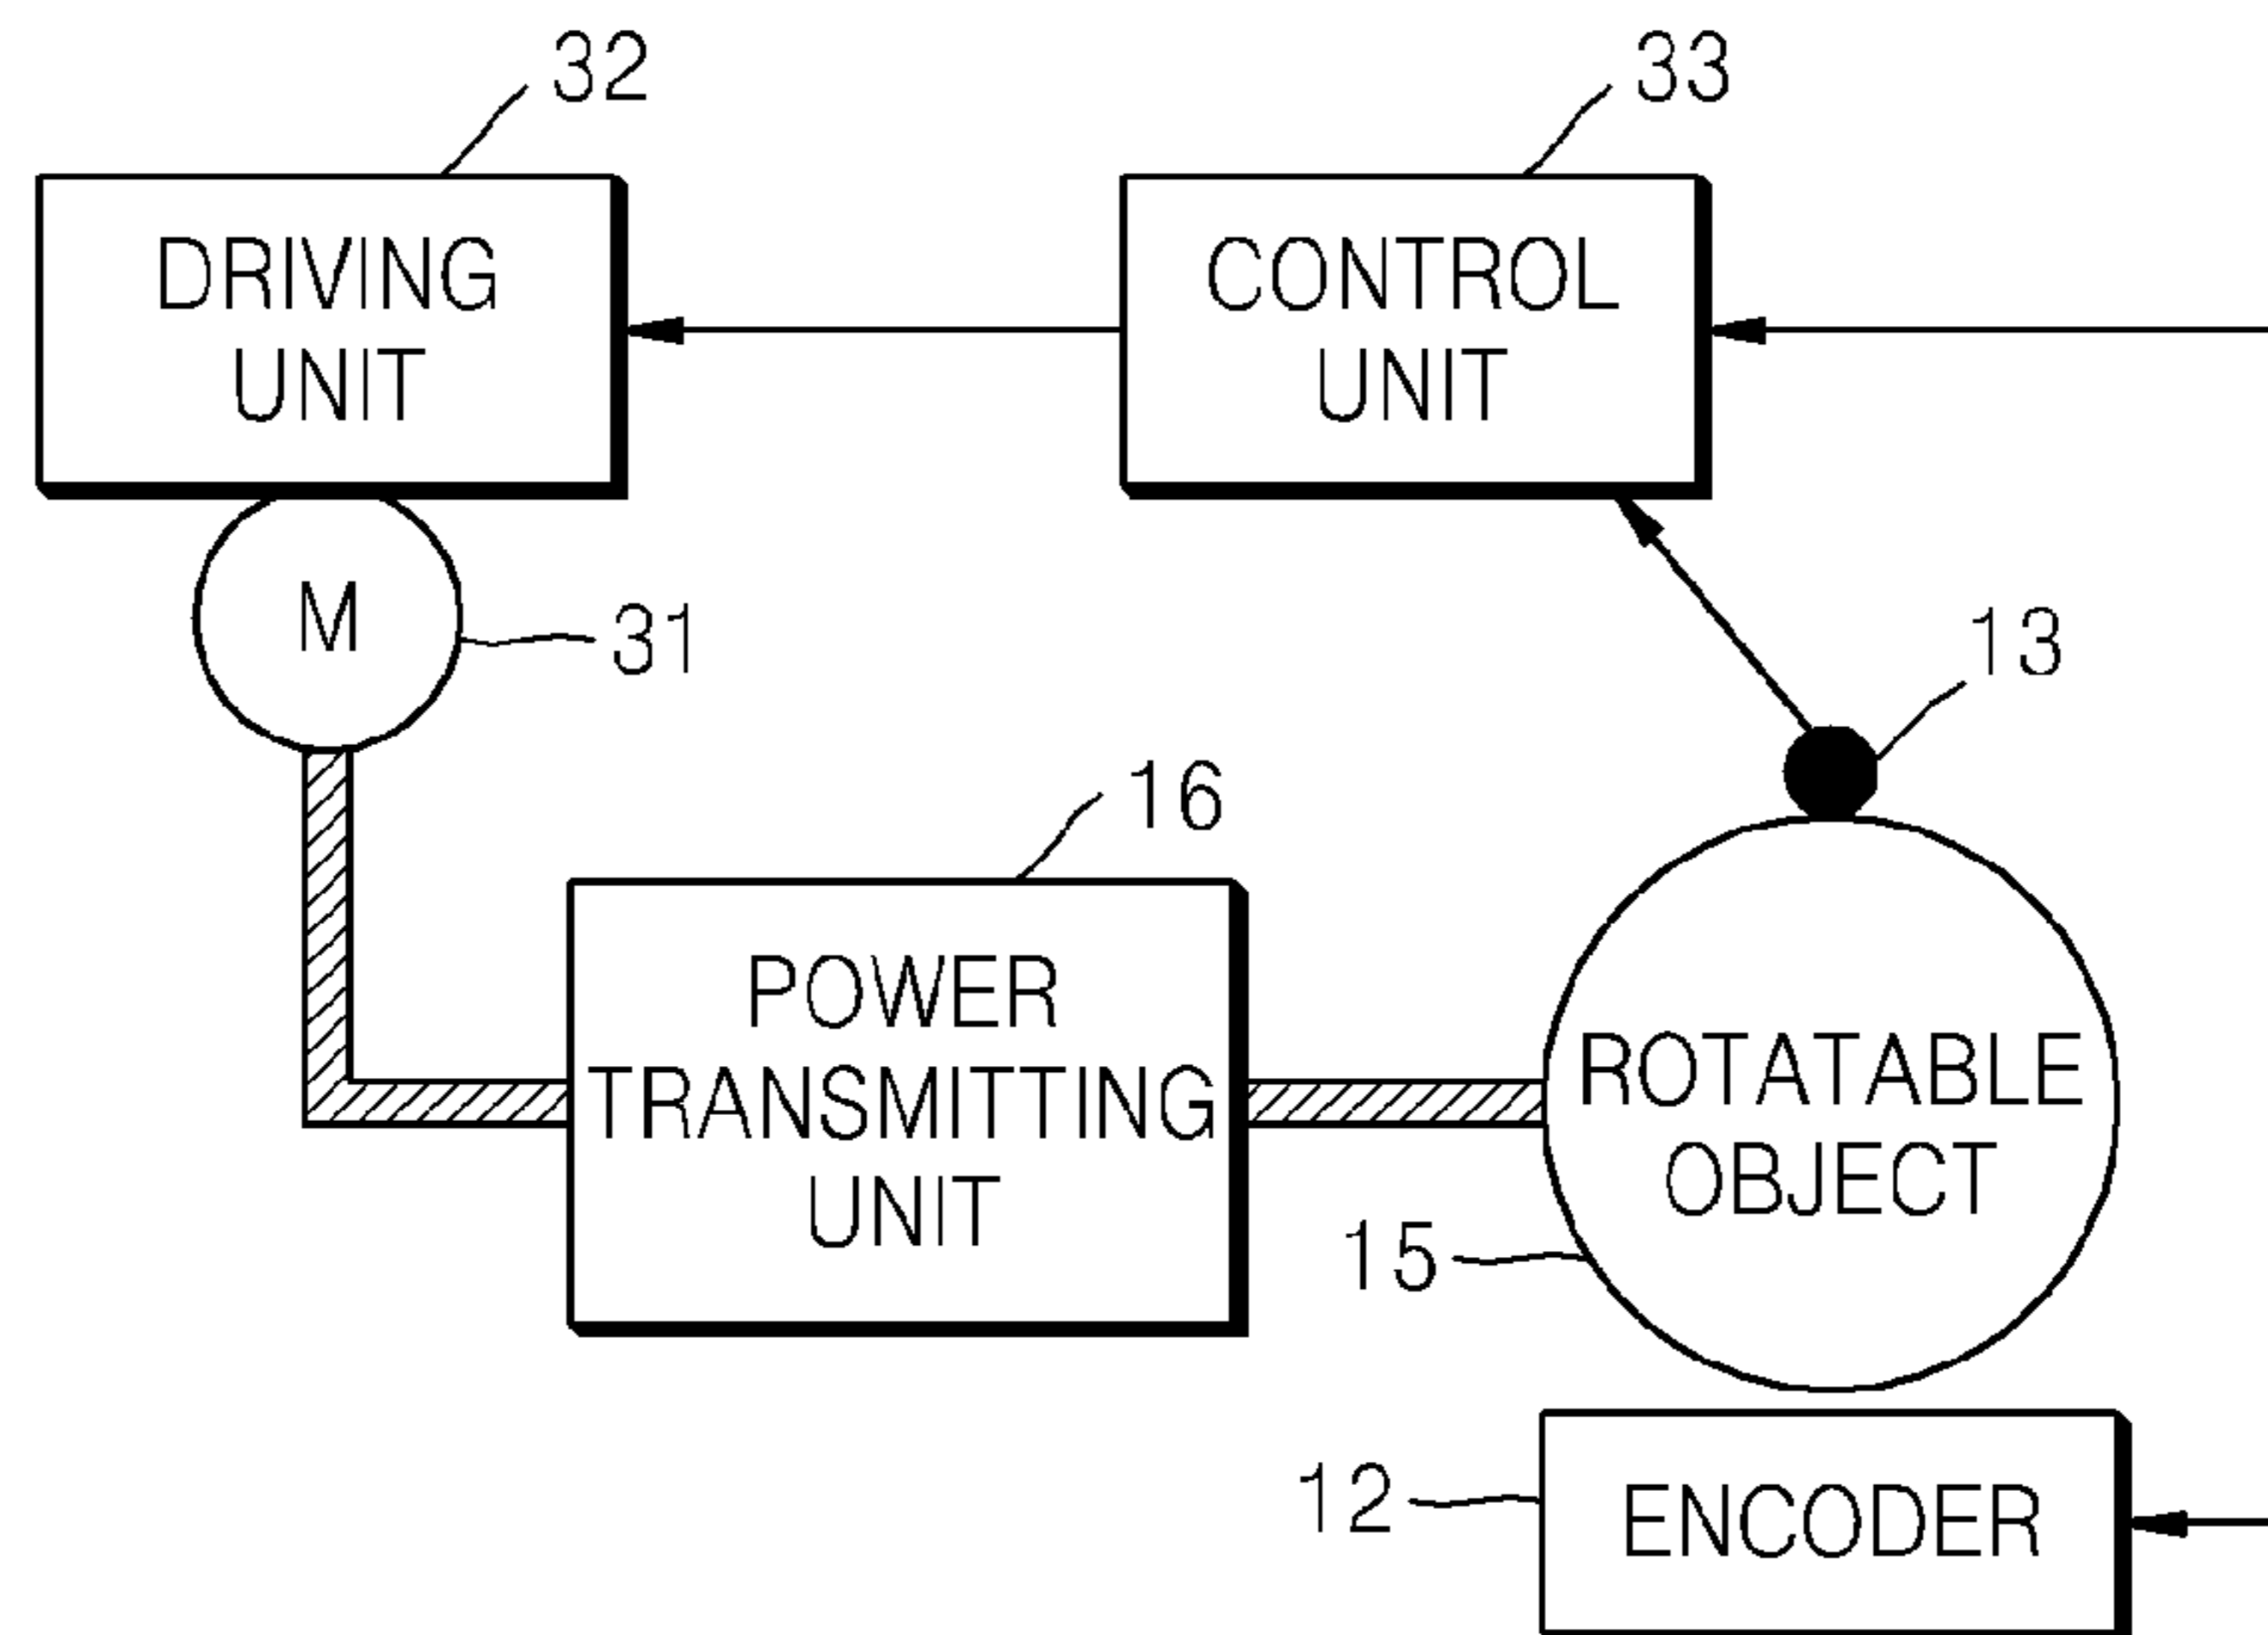 32
33
DRIVING
UNIT
CONTROL
UNIT
M
31
13
16
POWER
TRANSMITTING
UNIT
ROTATABLE
OBJECT
15
12
ENCODER